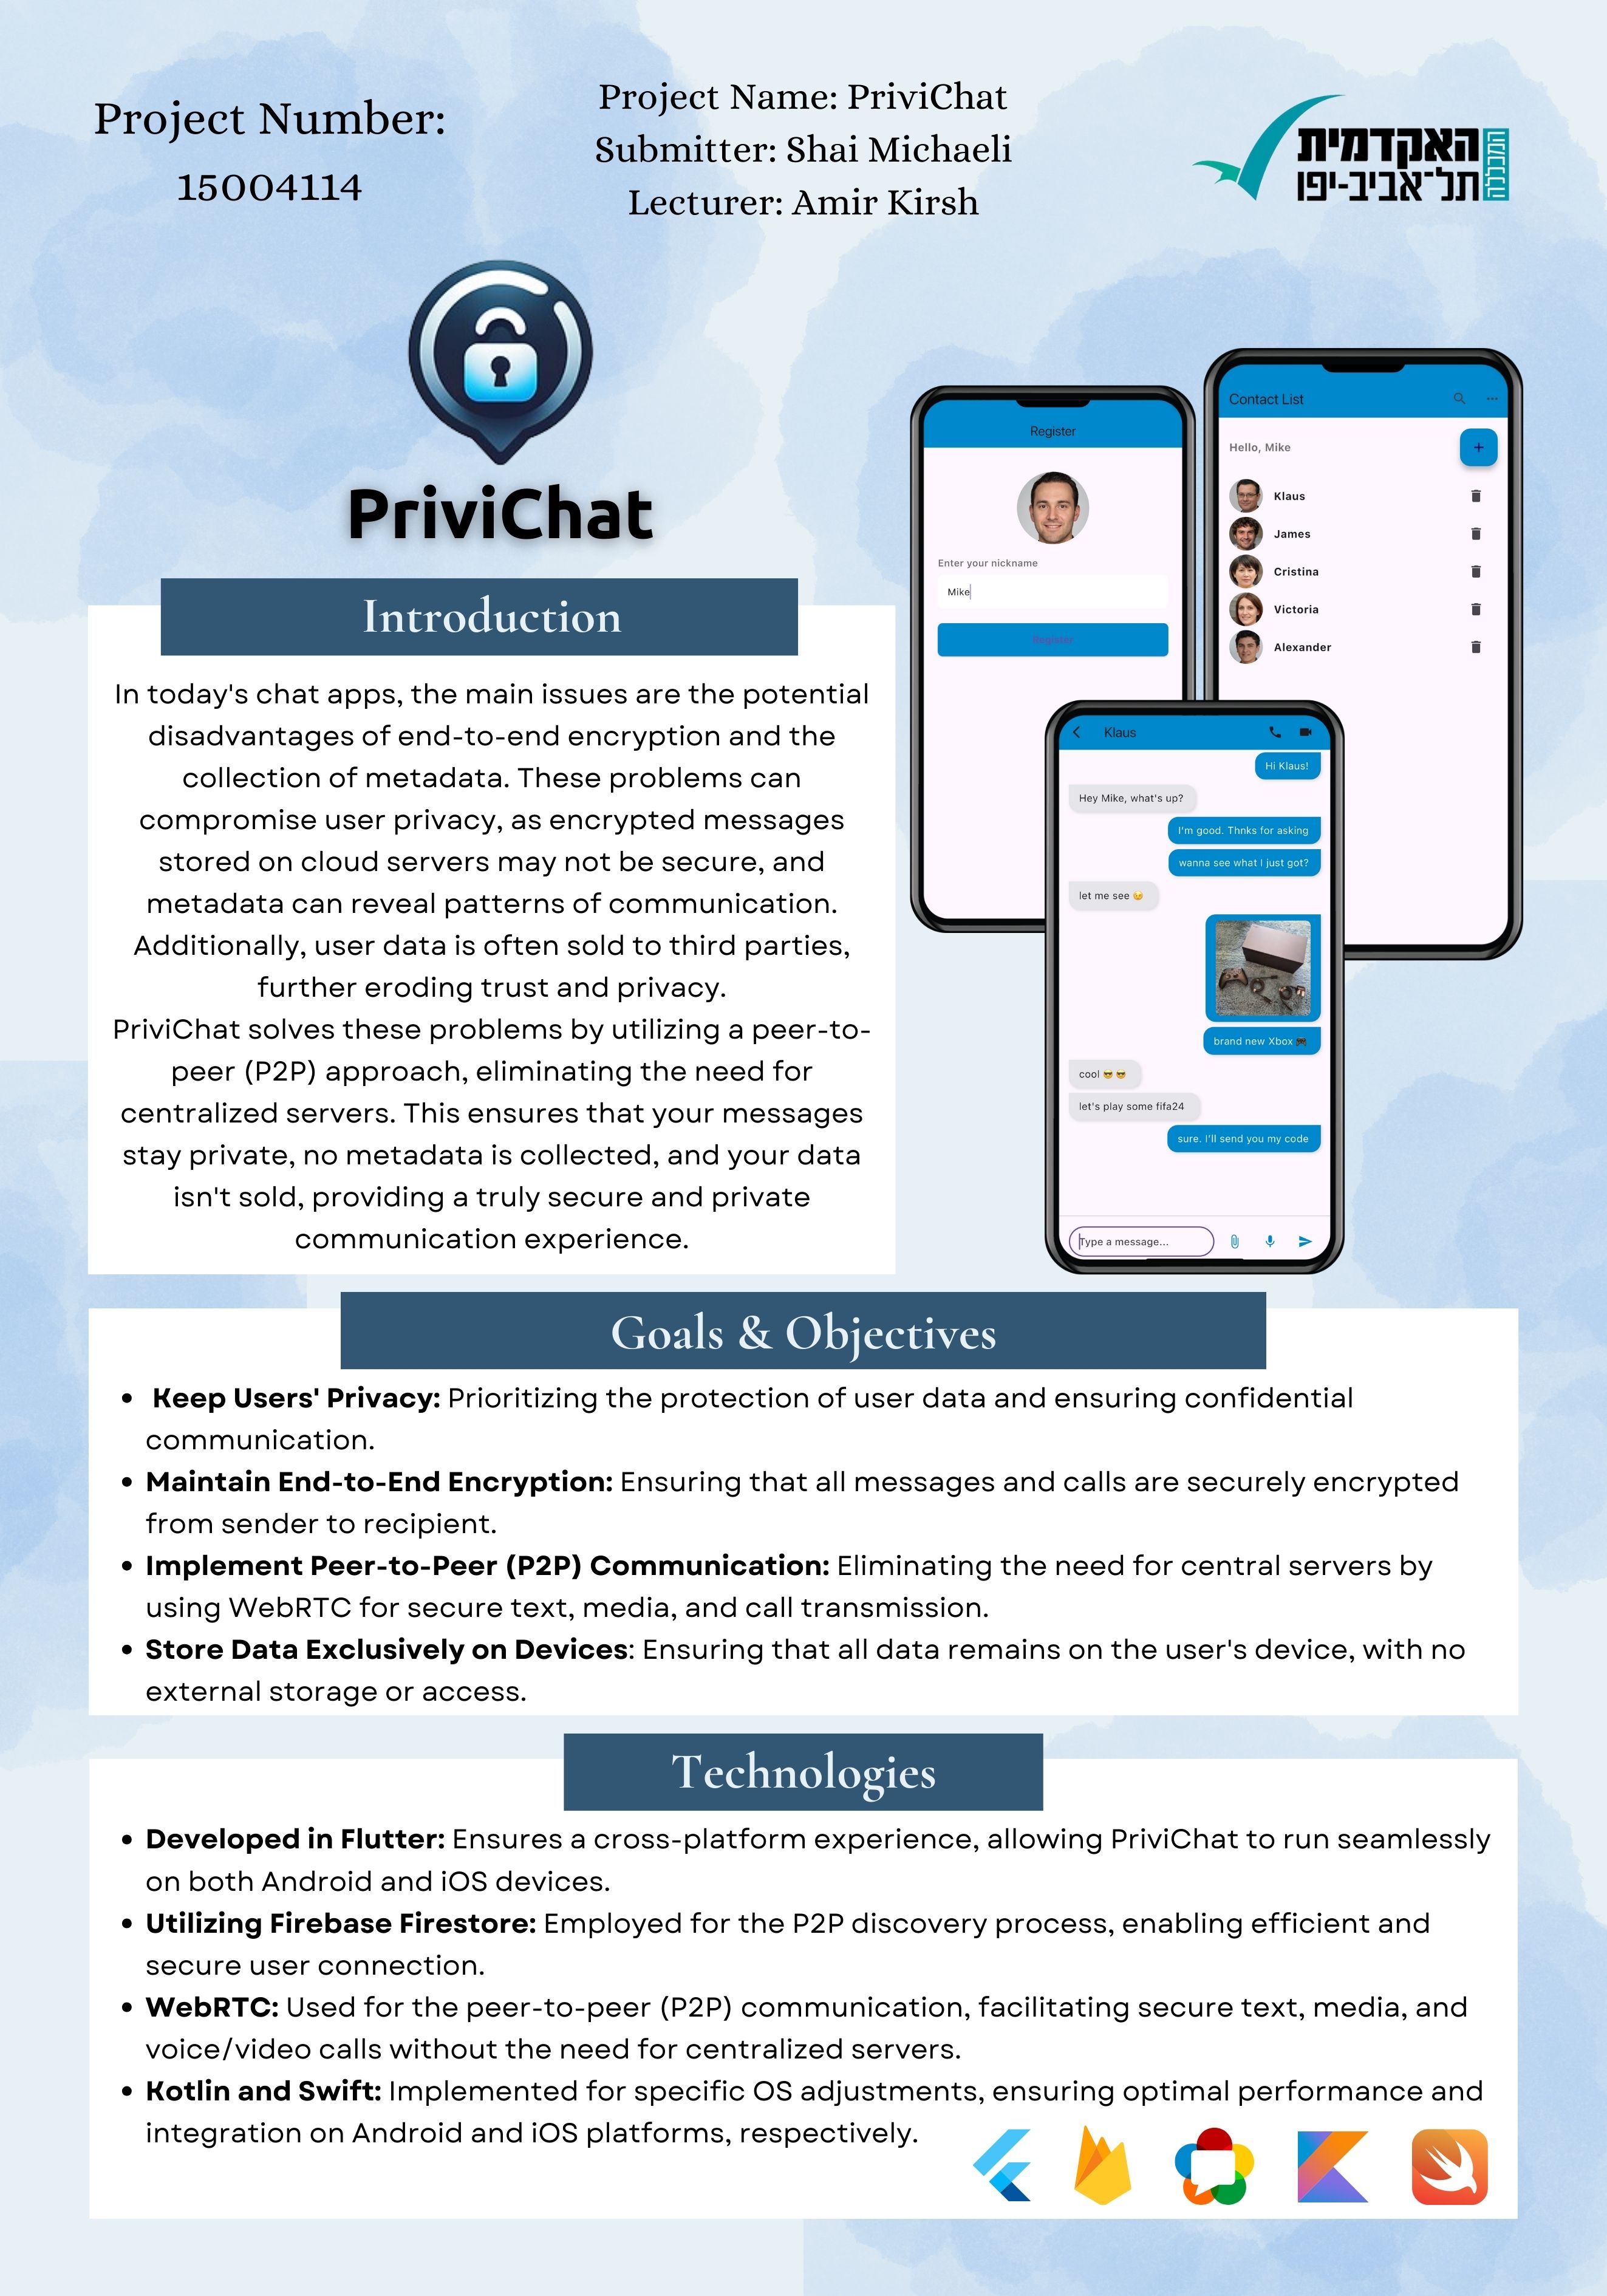 Project Number:
15004114
Project Name: PriviChat
Submitter: Shai Michaeli
Lecturer: Amir Kirsh
האקדמית
תל־אביב-יפו
המכללה
PriviChat
Introduction
In today's chat apps, the main issues are the potential
disadvantages of end-to-end encryption and the
collection of metadata. These problems can
compromise user privacy, as encrypted messages
stored on cloud servers may not be secure, and
metadata can reveal patterns of communication.
Additionally, user data is often sold to third parties,
further eroding trust and privacy.
PriviChat solves these problems by utilizing a peer-to-
peer (P2P) approach, eliminating the need for
centralized servers. This ensures that your messages
stay private, no metadata is collected, and your data
isn't sold, providing a truly secure and private
communication experience.
Register
Enter your nickname
Mike
Register
Contact List
Hello, Mike
Klaus
James
Cristina
Victoria
Alexander
Klaus
Hi Klaus!
Hey Mike, what's up?
I'm good. Thnks for asking
wanna see what I just got?
let me see 😉
brand new Xbox 🎮
cool 😎 😎
let's play some fifa24
sure. I'll send you my code
Type a message...
Goals & Objectives
• Keep Users' Privacy: Prioritizing the protection of user data and ensuring confidential
communication.
• Maintain End-to-End Encryption: Ensuring that all messages and calls are securely encrypted
from sender to recipient.
• Implement Peer-to-Peer (P2P) Communication: Eliminating the need for central servers by
using WebRTC for secure text, media, and call transmission.
• Store Data Exclusively on Devices: Ensuring that all data remains on the user's device, with no
external storage or access.
Technologies
• Developed in Flutter: Ensures a cross-platform experience, allowing PriviChat to run seamlessly
on both Android and iOS devices.
• Utilizing Firebase Firestore: Employed for the P2P discovery process, enabling efficient and
secure user connection.
• WebRTC: Used for the peer-to-peer (P2P) communication, facilitating secure text, media, and
voice/video calls without the need for centralized servers.
• Kotlin and Swift: Implemented for specific OS adjustments, ensuring optimal performance and
integration on Android and iOS platforms, respectively.